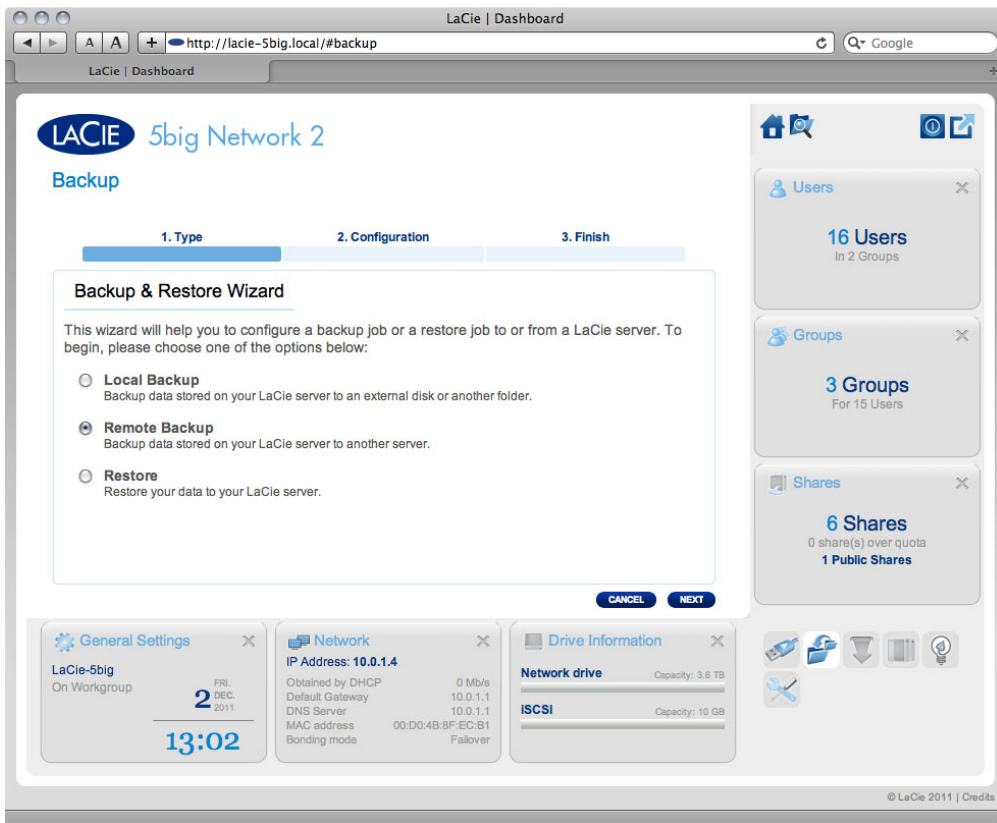 LaCie | Dashboard
A A + http://lacie-5big.local/#backup
Google
LaCie | Dashboard
LACIE 5big Network 2
Backup
1. Type 2. Configuration 3. Finish
Backup & Restore Wizard
This wizard will help you to configure a backup job or a restore job to or from a LaCie server. To
begin, please choose one of the options below:
Local Backup
Backup data stored on your LaCie server to an external disk or another folder.
Remote Backup
Backup data stored on your LaCie server to another server.
Restore
Restore your data to your LaCie server.
CANCEL NEXT
Users
16 Users
In 2 Groups
Groups
3 Groups
For 15 Users
Shares
6 Shares
0 share(s) over quota
1 Public Shares
General Settings
LaCie-5big
On Workgroup
FRI.
2 DEC.
2011
13:02
Network
IP Address: 10.0.1.4
Obtained by DHCP 0 Mb/s
Default Gateway 10.0.1.1
DNS Server 10.0.1.1
MAC address 00:D0:4B:8F:EC:B1
Bonding mode Failover
Drive Information
Network drive Capacity: 3.6 TB
iSCSI Capacity: 10 GB
© LaCie 2011 | Credits